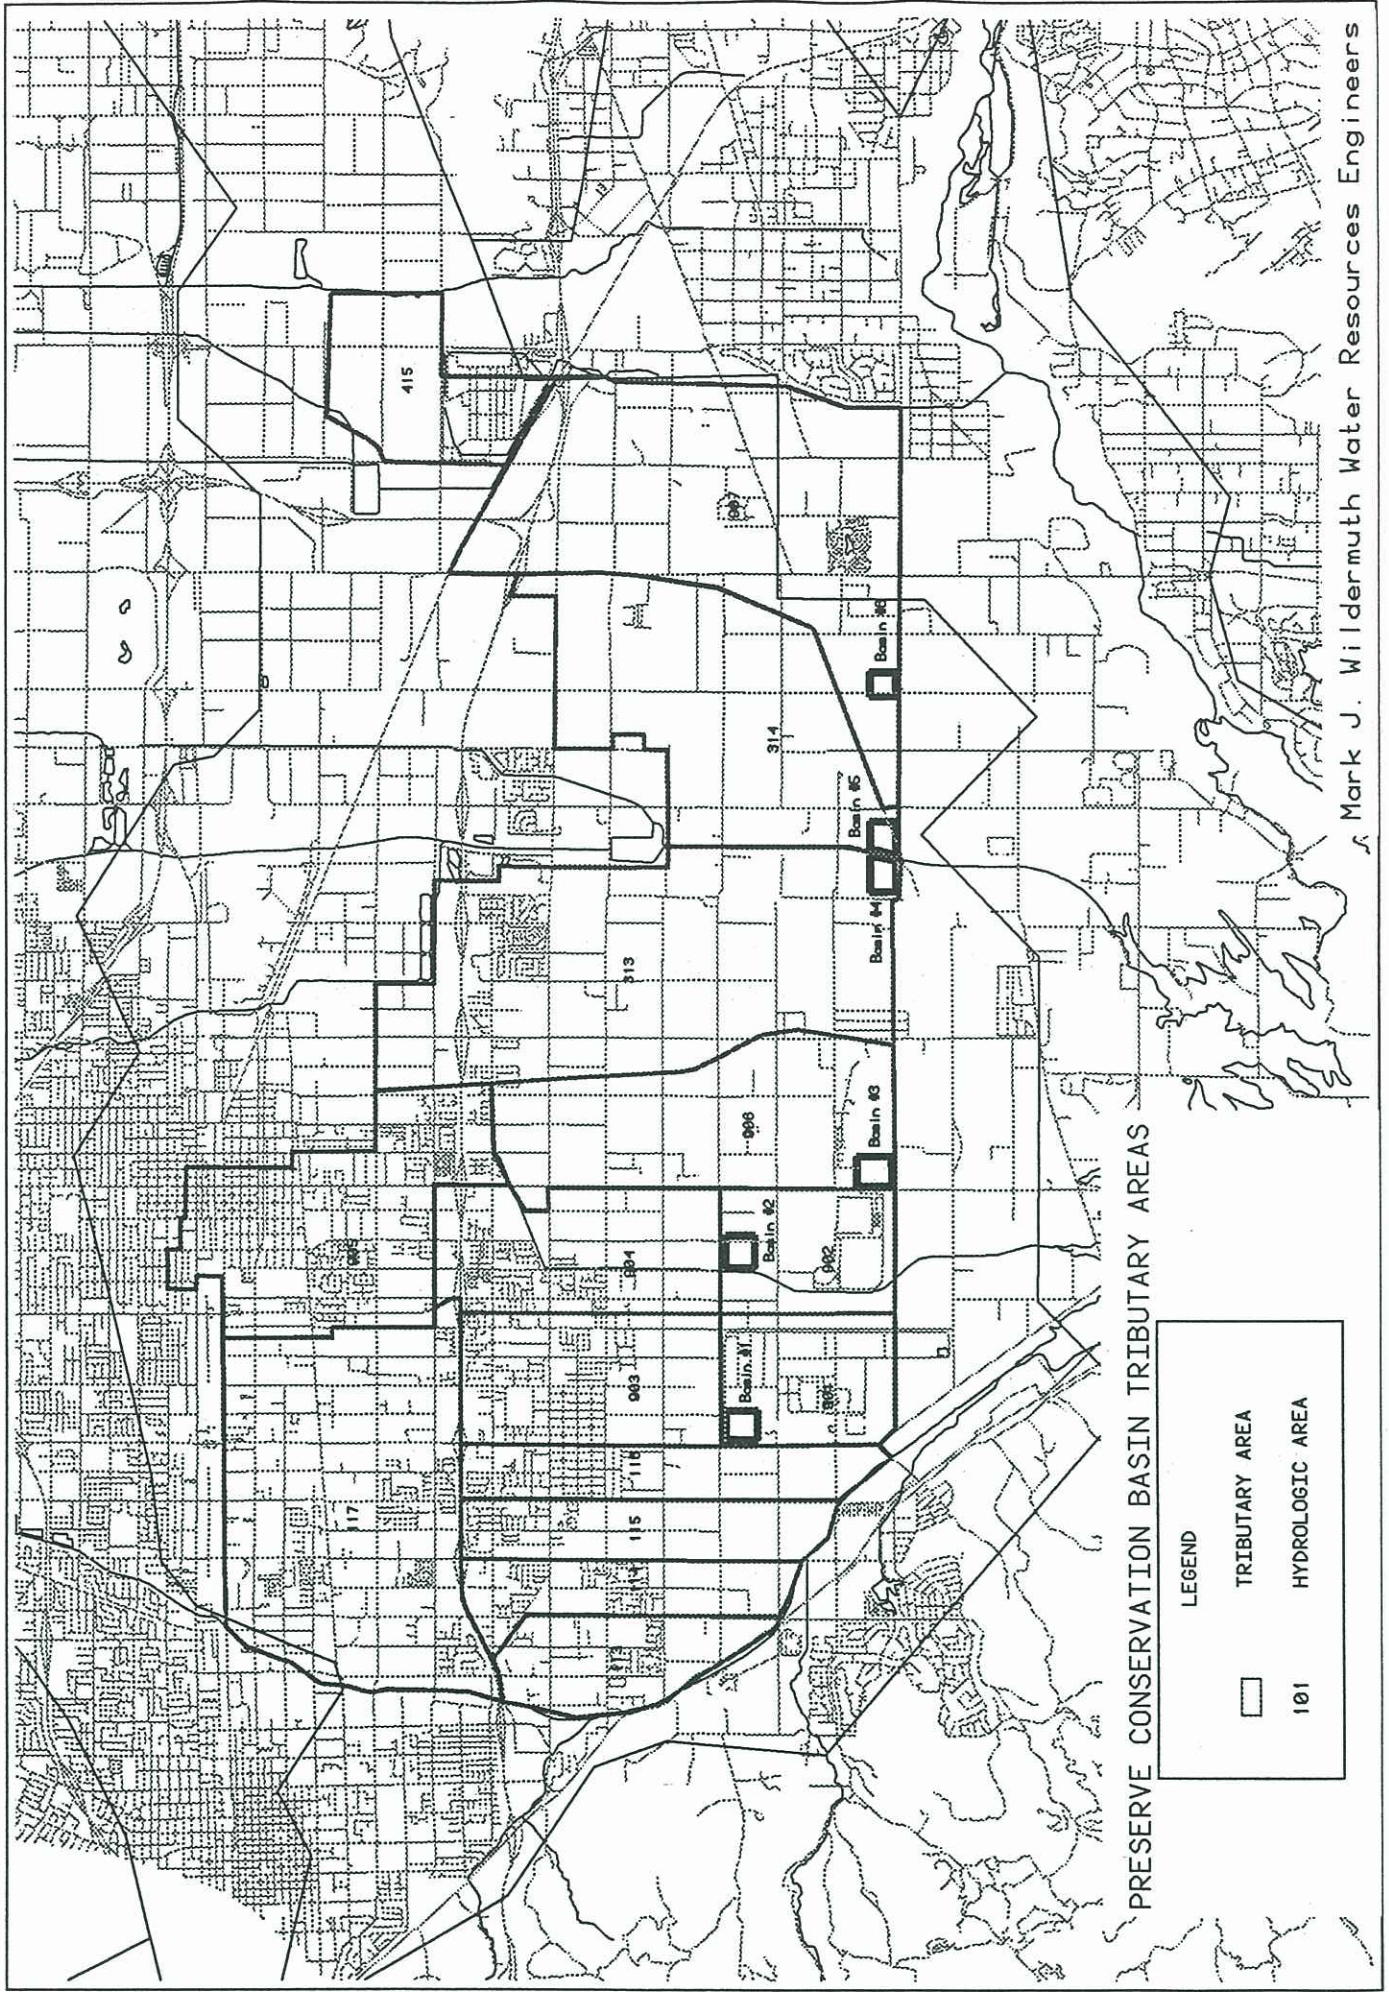 415
314
Basin #6
Basin #5
Basin #4
313
906
Basin #3
Basin #2
902
904
903
Basin #1
116
115
117
PRESERVE CONSERVATION BASIN TRIBUTARY AREAS
LEGEND
TRIBUTARY AREA
101 HYDROLOGIC AREA
Mark J. Wildermuth Water Resources Engineers